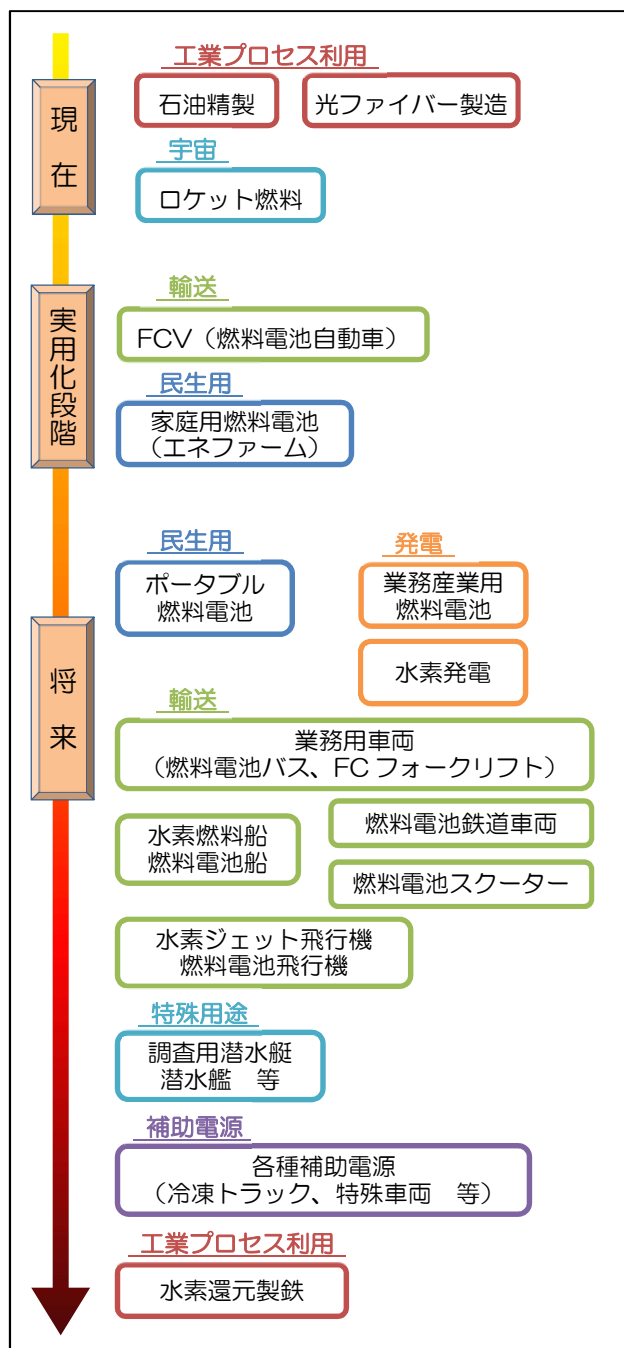 工業プロセス利用
石油精製
光ファイバー製造
現在
宇宙
ロケット燃料
輸送
FCV（燃料電池自動車）
実用化段階
民生用
家庭用燃料電池
（エネファーム）
民生用
ポータブル
燃料電池
発電
業務産業用
燃料電池
水素発電
将来
輸送
業務用車両
（燃料電池バス、FCフォークリフト）
水素燃料船
燃料電池船
燃料電池鉄道車両
燃料電池スクーター
水素ジェット飛行機
燃料電池飛行機
特殊用途
調査用潜水艇
潜水艦　等
補助電源
各種補助電源
（冷凍トラック、特殊車両　等）
工業プロセス利用
水素還元製鉄